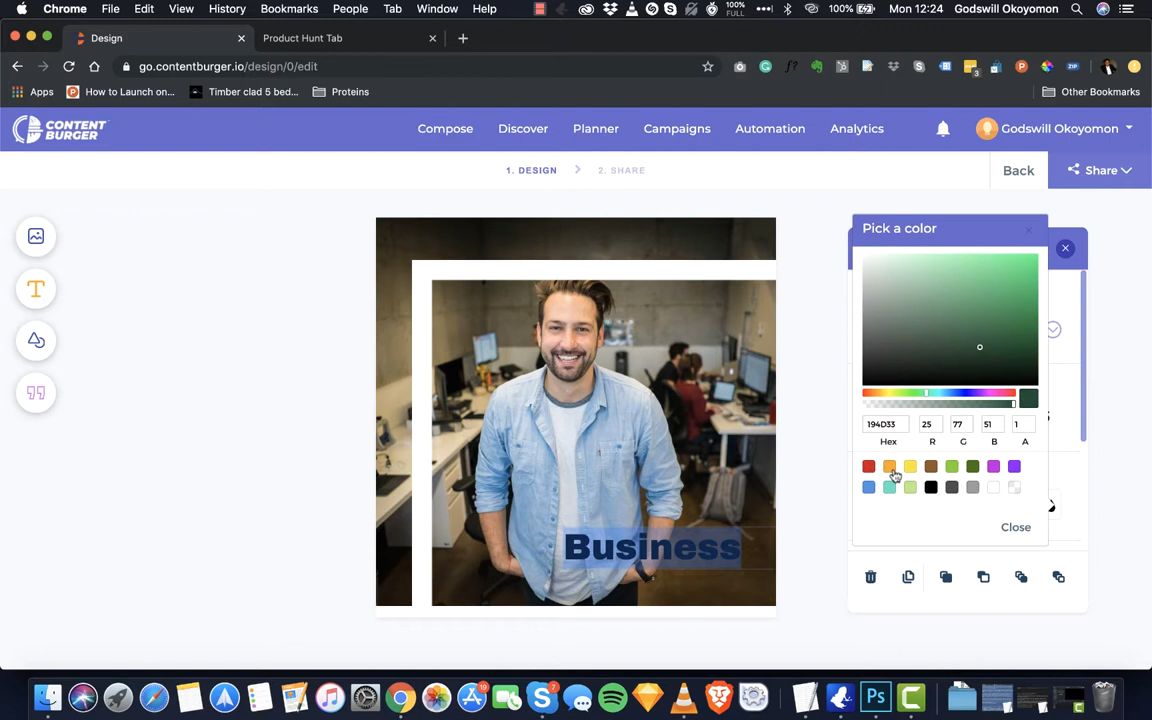 Chrome File Edit View History Bookmarks People Tab Window Help 100% FULL 100% Mon 12:24 Godswill Okoyomon
Design Product Hunt Tab
go.contentburger.io/design/0/edit
Apps How to Launch on... Timber clad 5 bed... Proteins Other Bookmarks
CONTENT BURGER Compose Discover Planner Campaigns Automation Analytics Godswill Okoyomon
1. DESIGN 2. SHARE Back Share
Pick a color
T
194D33 25 77 51 1
Hex R G B A
Close
Business